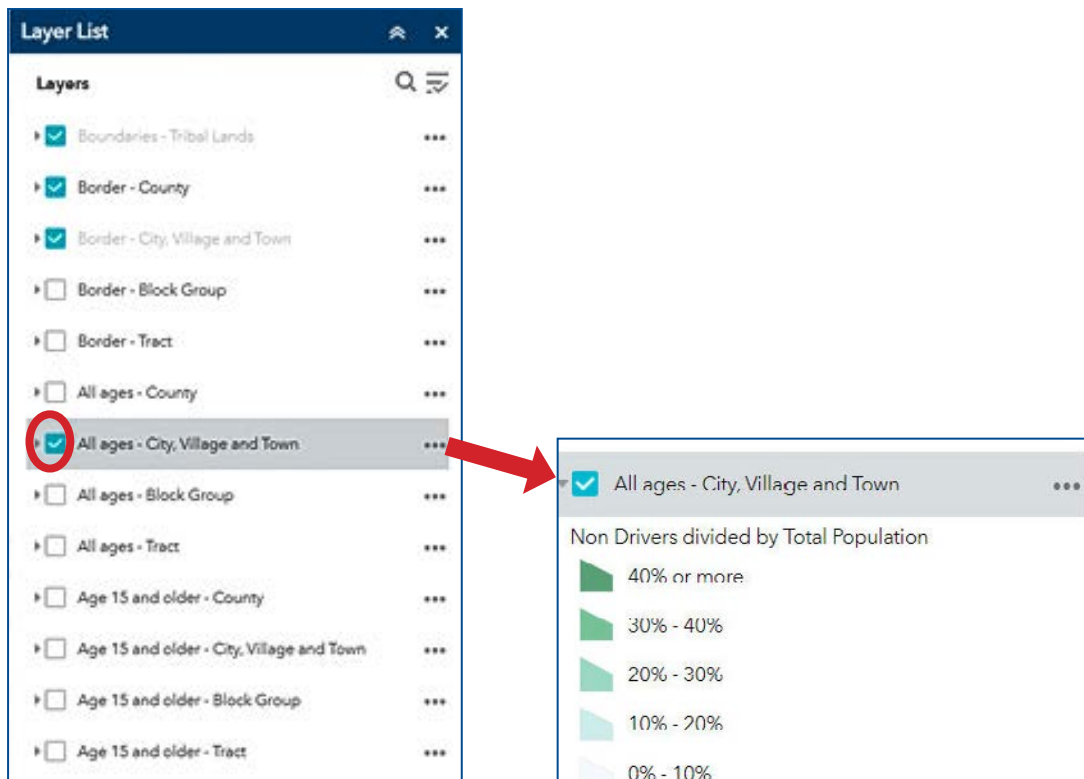 Layer List
Layers
Boundaries - Tribal Lands
Border - County
Border - City, Village and Town
Border - Block Group
Border - Tract
All ages - County
All ages - City, Village and Town
All ages - Block Group
All ages - Tract
Age 15 and older - County
Age 15 and older - City, Village and Town
Age 15 and older - Block Group
Age 15 and older - Tract
All ages - City, Village and Town
Non Drivers divided by Total Population
40% or more
30% - 40%
20% - 30%
10% - 20%
0% - 10%